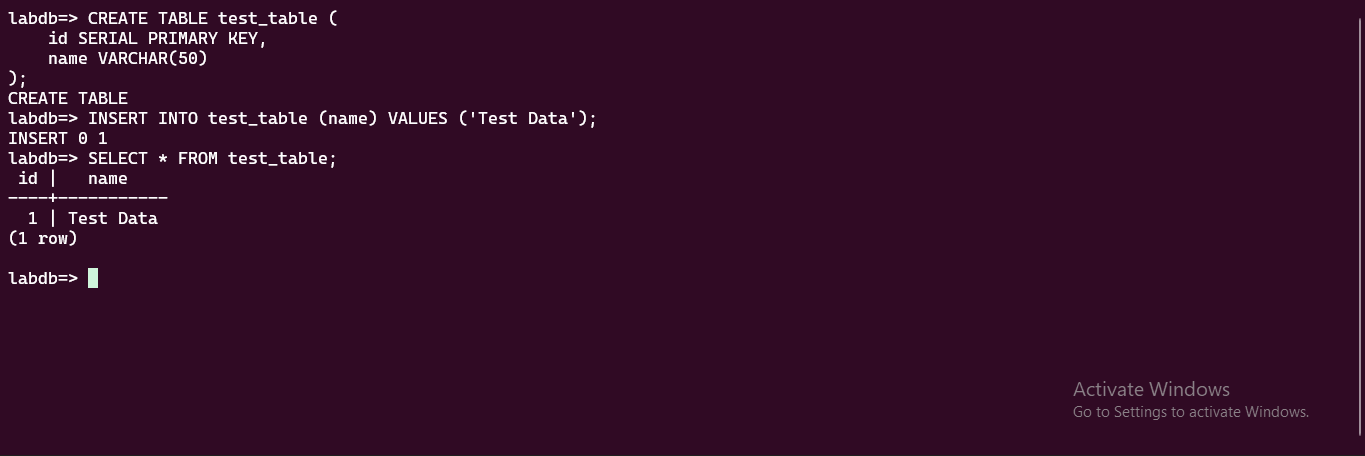 labdb=> CREATE TABLE test_table (
    id SERIAL PRIMARY KEY,
    name VARCHAR(50)
);
CREATE TABLE
labdb=> INSERT INTO test_table (name) VALUES ('Test Data');
INSERT 0 1
labdb=> SELECT * FROM test_table;
 id |   name
----+-----------
  1 | Test Data
(1 row)
labdb=>
Activate Windows
Go to Settings to activate Windows.